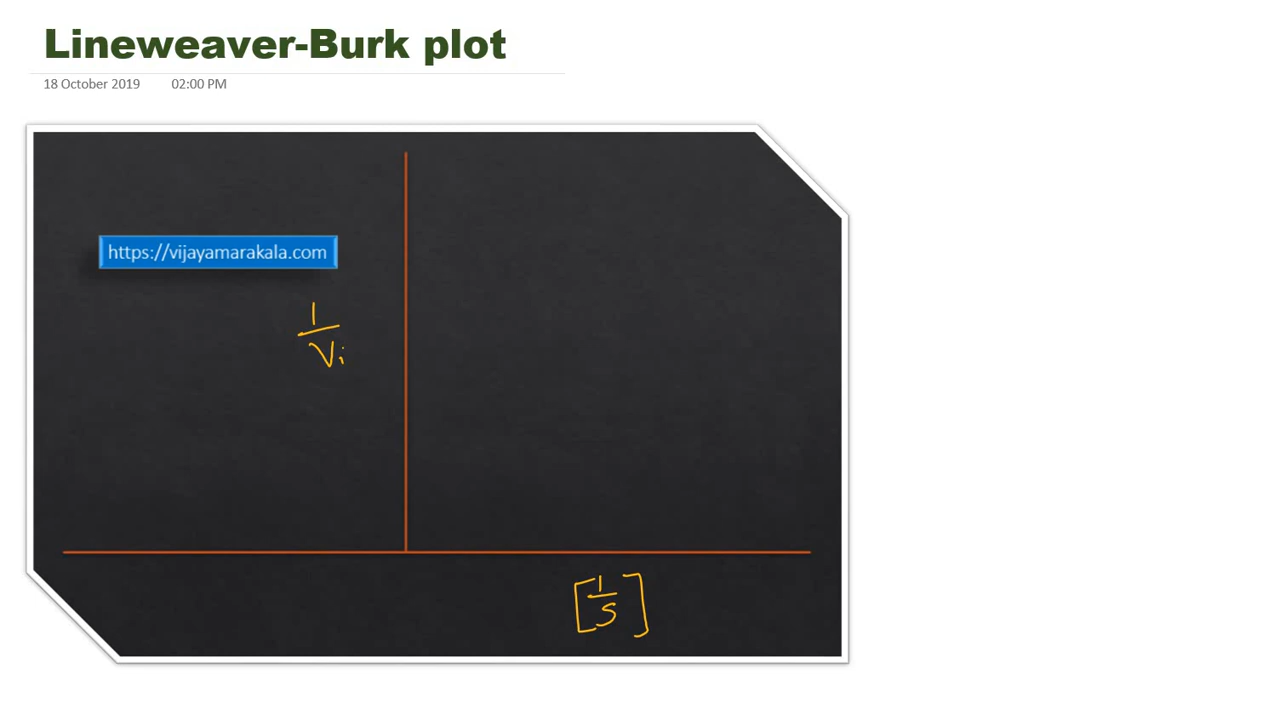 Lineweaver-Burk plot
18 October 2019 02:00 PM
https://vijayamarakala.com
1
Vi
[1/S]